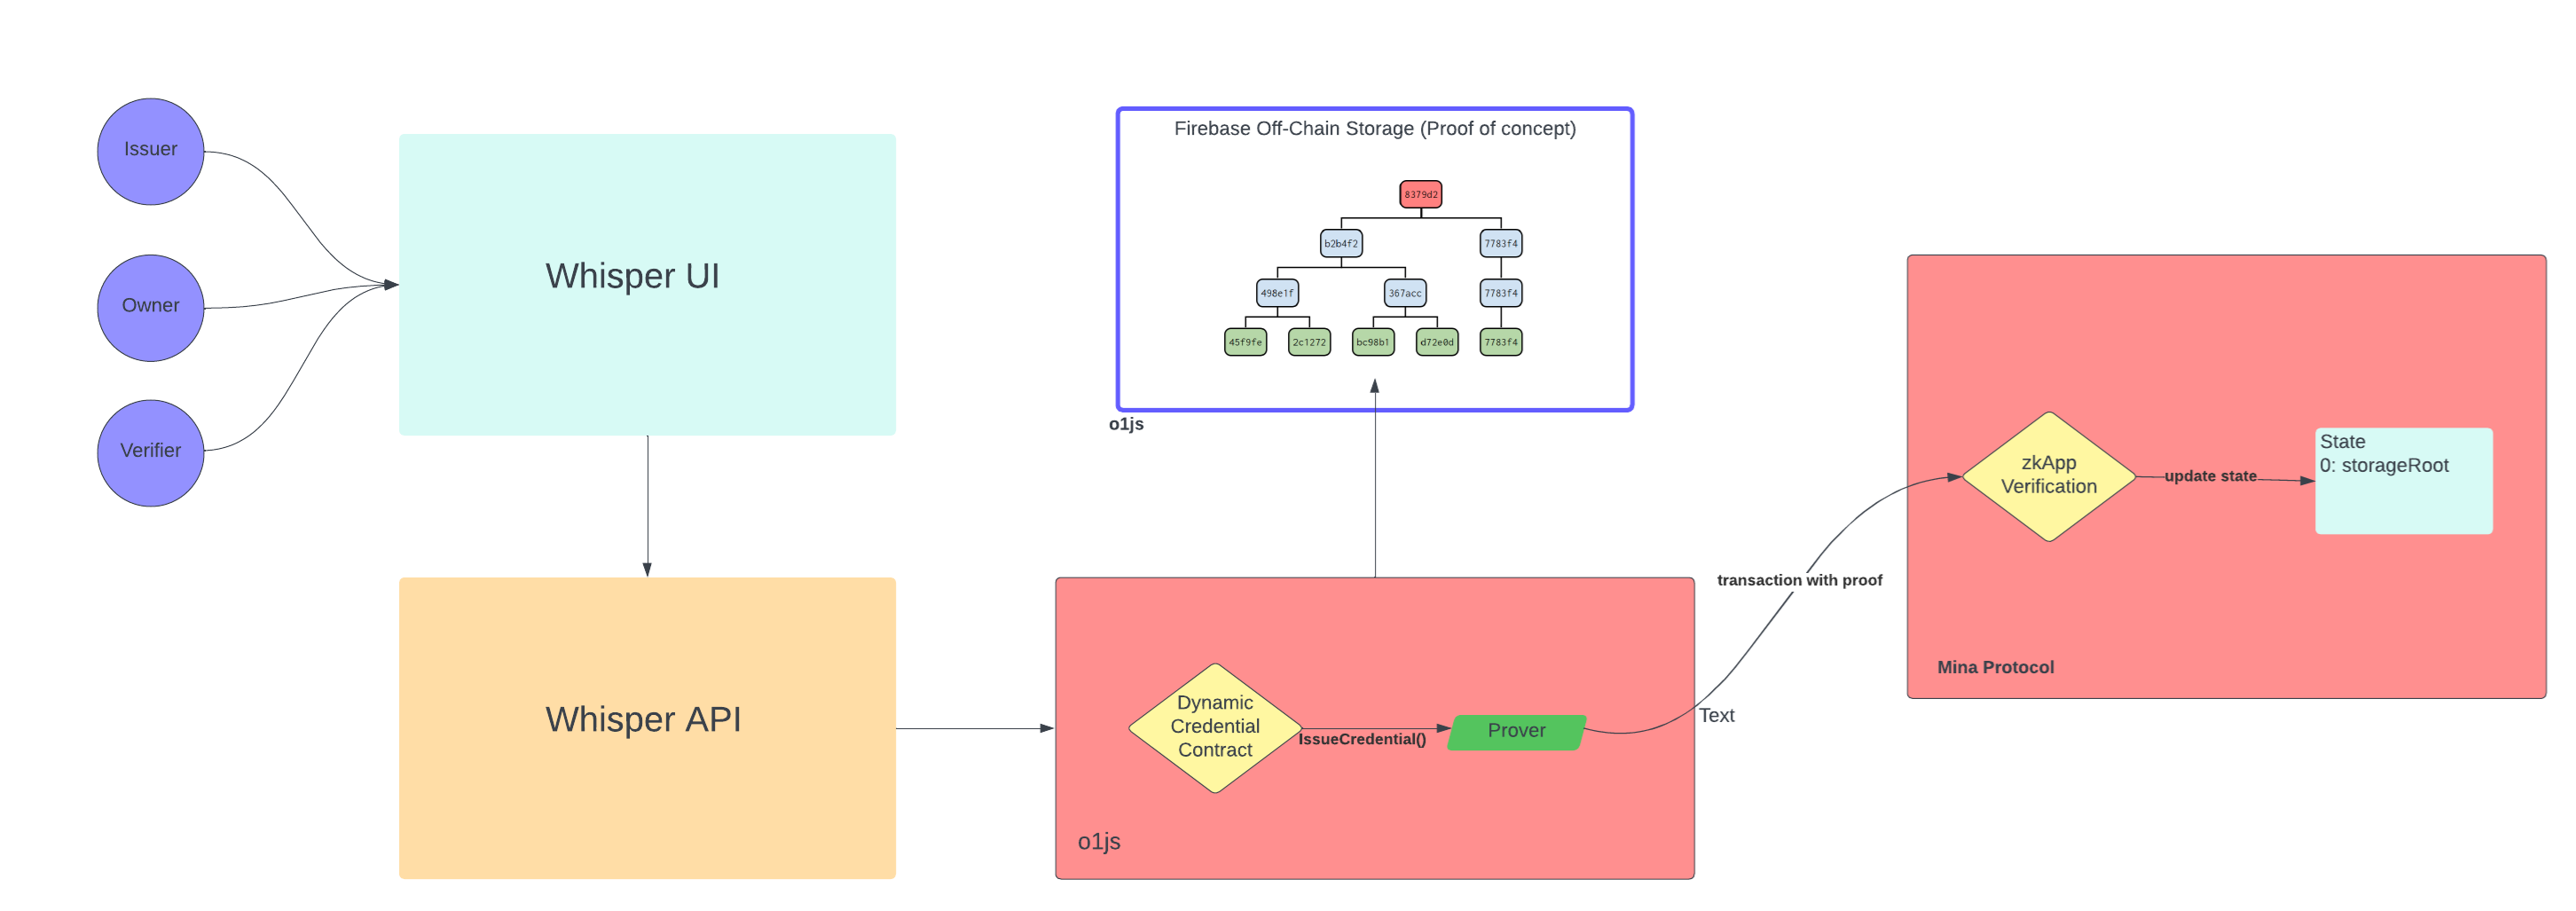 Issuer
Owner
Verifier
Whisper UI
Whisper API
Firebase Off-Chain Storage (Proof of concept)
8379d2
b2b4f2
7783f4
498e1f
367acc
7783f4
45f9fe
2c1272
bc98b1
d72e0d
7783f4
o1js
Dynamic
Credential
Contract
IssueCredential()
Prover
o1js
Text
transaction with proof
zkApp
Verification
update state
State
0: storageRoot
Mina Protocol